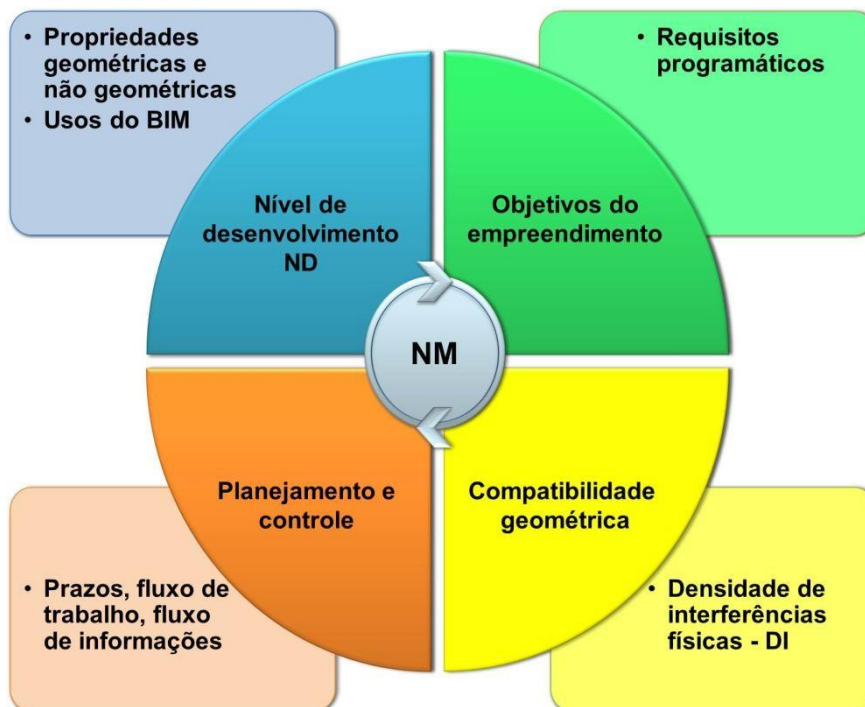 • Propriedades
geométricas e
não geométricas
• Usos do BIM
• Requisitos
programáticos
Nível de
desenvolvimento
ND
Objetivos do
empreendimento
NM
Planejamento e
controle
Compatibilidade
geométrica
• Prazos, fluxo de
trabalho, fluxo
de informações
• Densidade de
interferências
físicas - DI